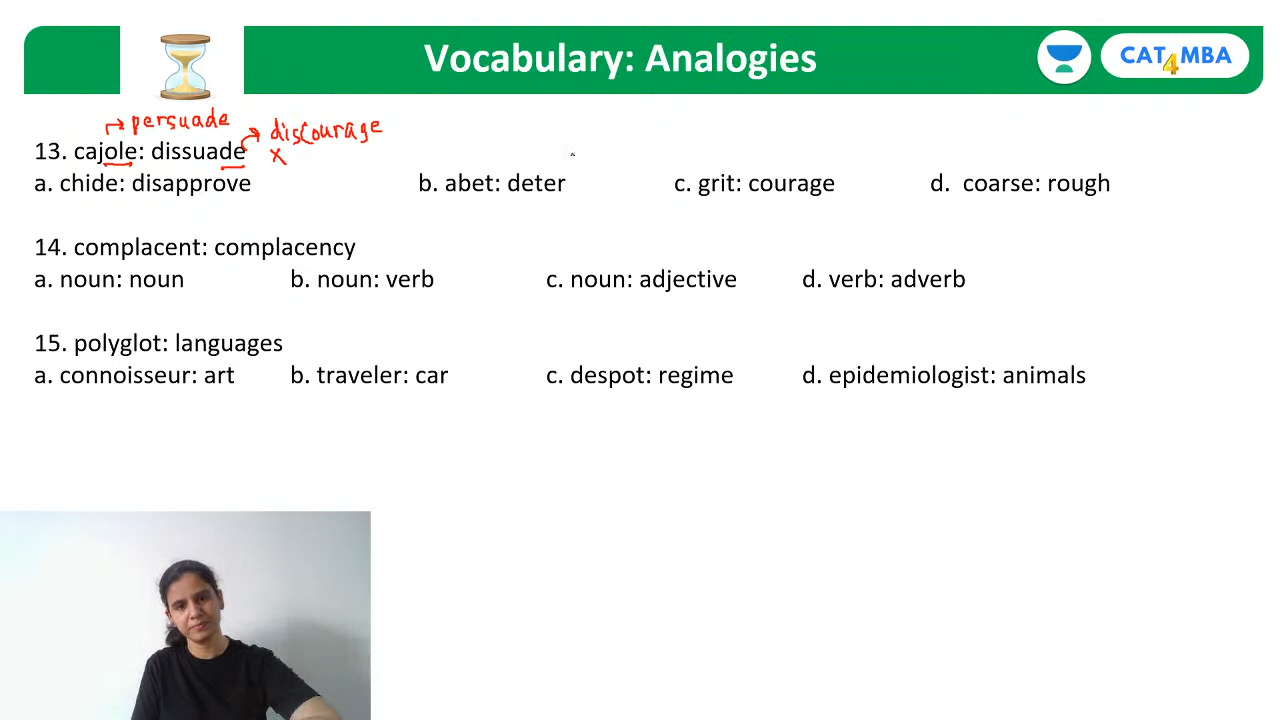 Vocabulary: Analogies
CAT4MBA
persuade
discourage
13. cajole: dissuade x
a. chide: disapprove b. abet: deter c. grit: courage d. coarse: rough
14. complacent: complacency
a. noun: noun b. noun: verb c. noun: adjective d. verb: adverb
15. polyglot: languages
a. connoisseur: art b. traveler: car c. despot: regime d. epidemiologist: animals